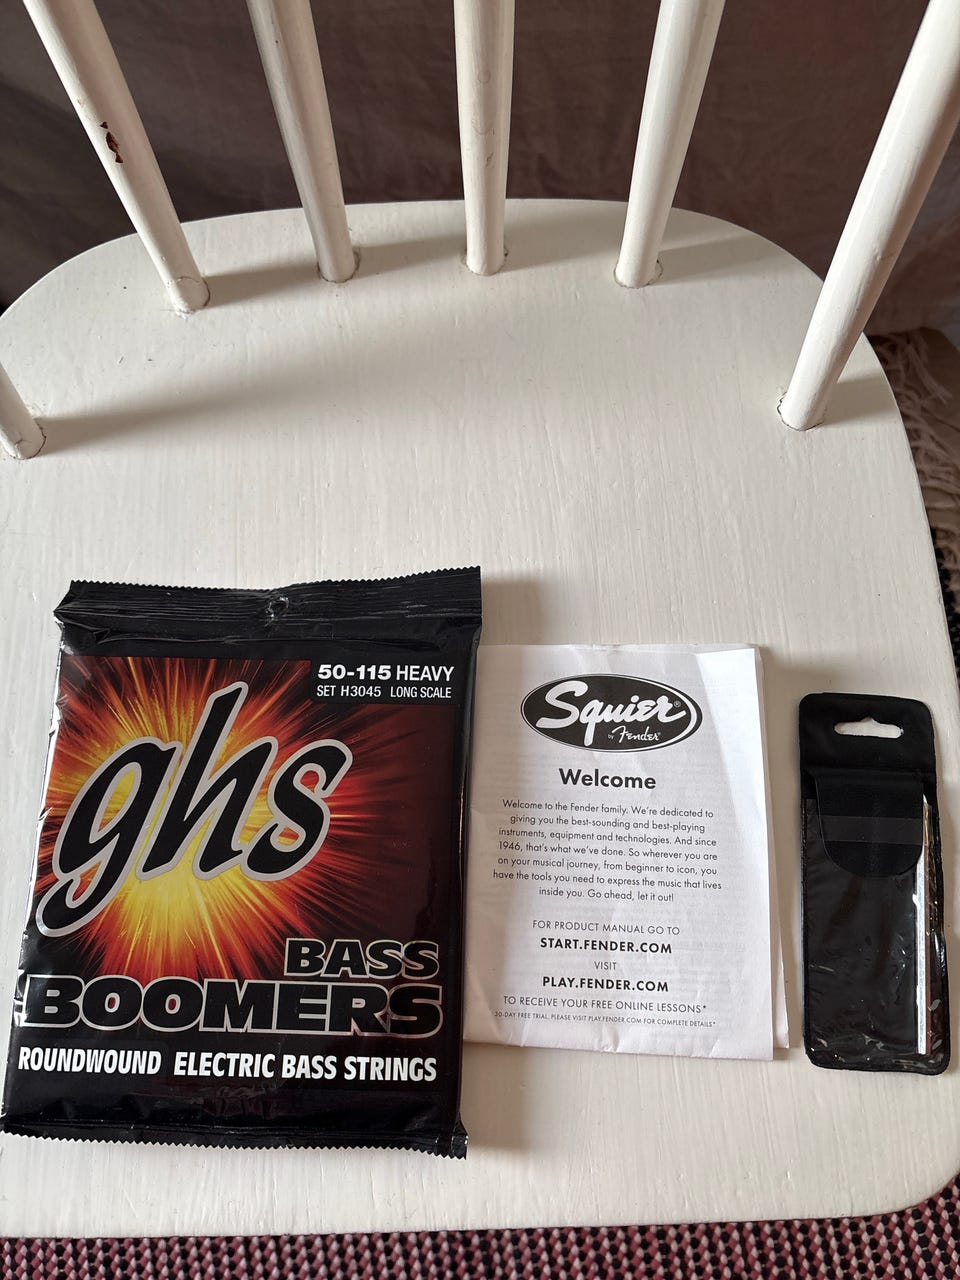 50-115 HEAVY
SET H3045 LONG SCALE
ghs
BASS
BOOMERS
ROUNDWOUND ELECTRIC BASS STRINGS
Squier®
by Fender®
Welcome
Welcome to the Fender family. We're dedicated to
giving you the best-sounding and best-playing
instruments, equipment and technologies. And since
1946, that's what we've done. So wherever you are
on your musical journey, from beginner to icon, you
have the tools you need to express the music that lives
inside you. Go ahead, let it out!
FOR PRODUCT MANUAL GO TO
START.FENDER.COM
VISIT
PLAY.FENDER.COM
TO RECEIVE YOUR FREE ONLINE LESSONS*
30-DAY FREE TRIAL. PLEASE VISIT PLAY.FENDER.COM FOR COMPLETE DETAILS*